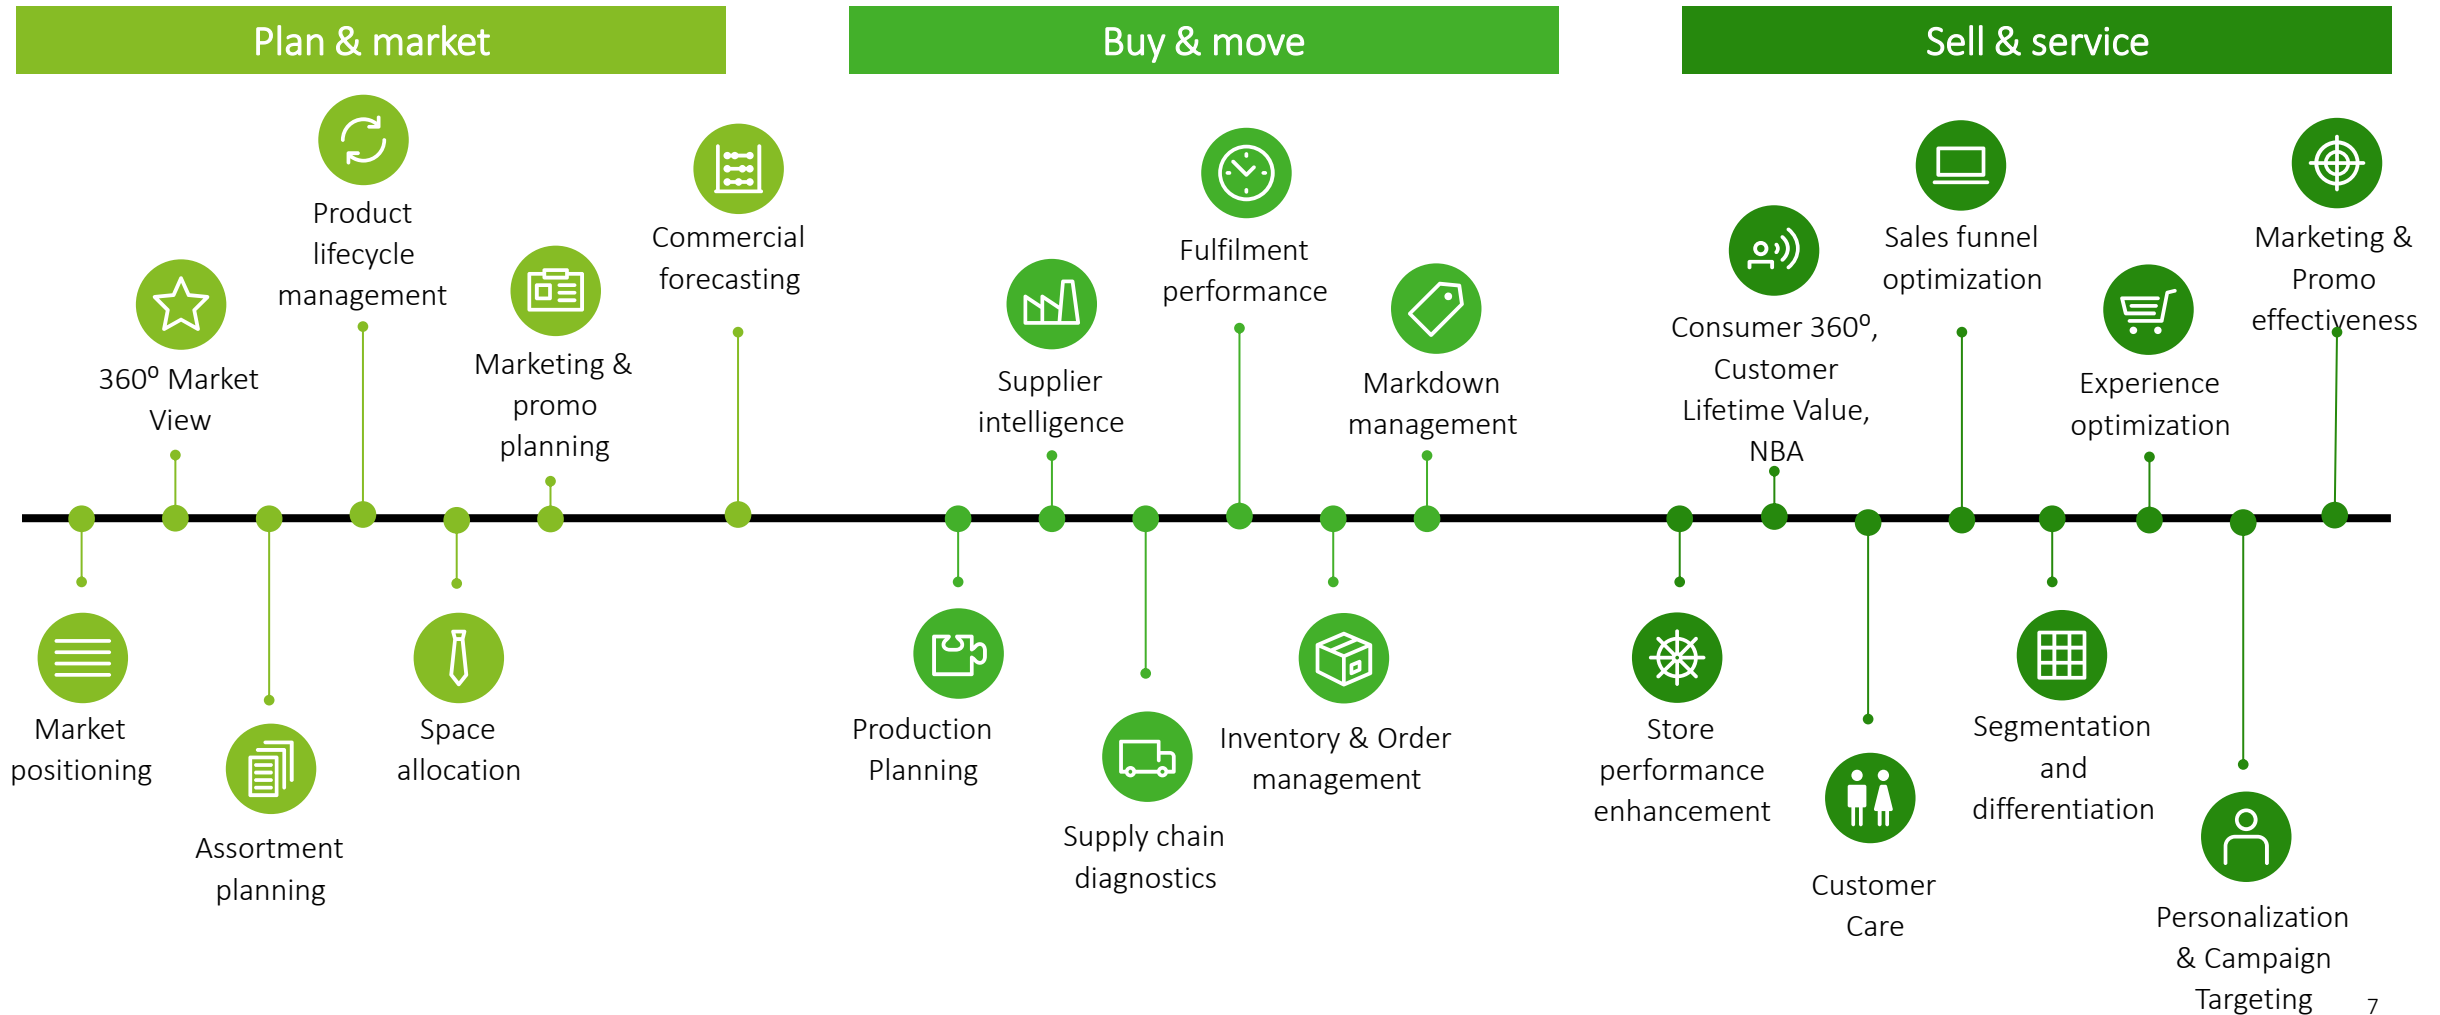 Plan & market
Buy & move
Sell & service
Product
lifecycle
management
Commercial
forecasting
360º Market
View
Marketing &
promo
planning
Fulfilment
performance
Supplier
intelligence
Markdown
management
Consumer 360º,
Customer
Lifetime Value,
NBA
Sales funnel
optimization
Experience
optimization
Marketing &
Promo
effectiveness
Market
positioning
Assortment
planning
Space
allocation
Production
Planning
Supply chain
diagnostics
Inventory & Order
management
Store
performance
enhancement
Customer
Care
Segmentation
and
differentiation
Personalization
& Campaign
Targeting
7